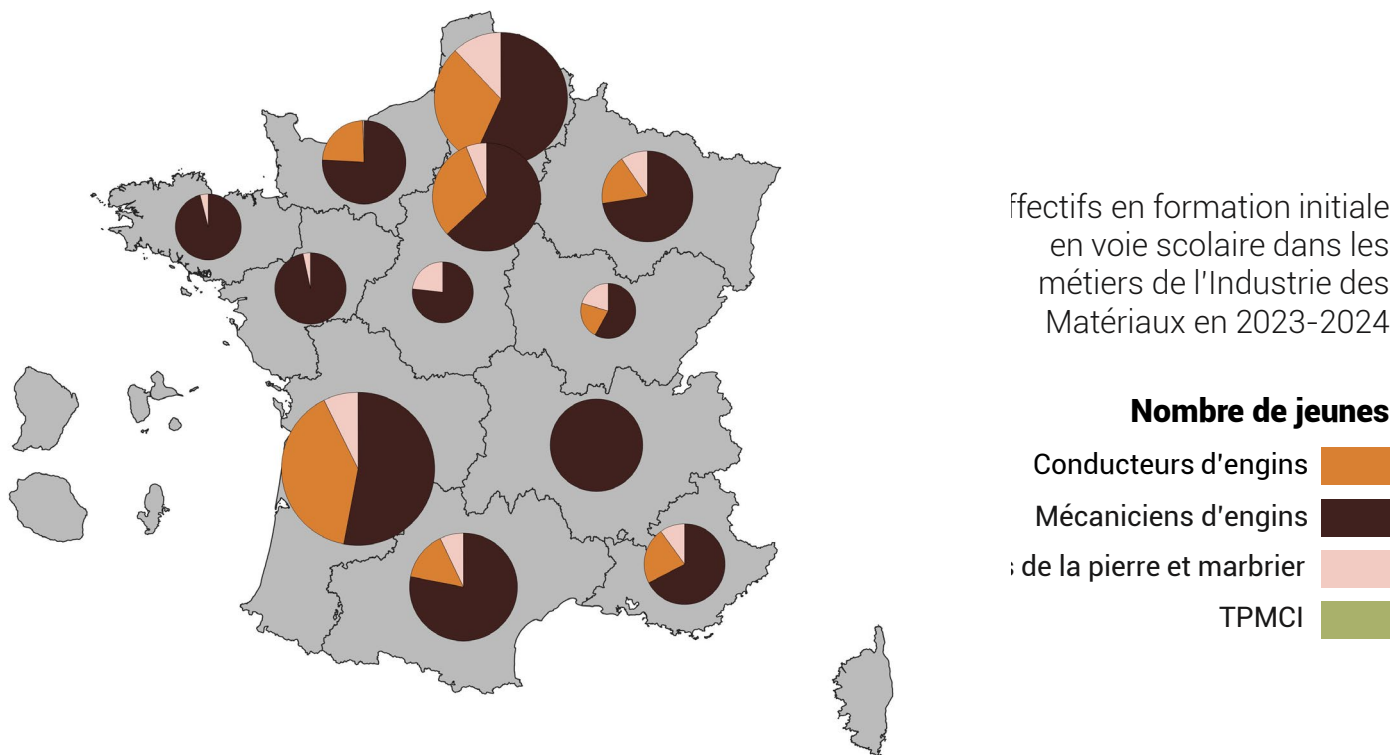 ffectifs en formation initiale
en voie scolaire dans les
métiers de l'Industrie des
Matériaux en 2023-2024
Nombre de jeunes
Conducteurs d'engins
Mécaniciens d'engins
de la pierre et marbrier
TPMCI